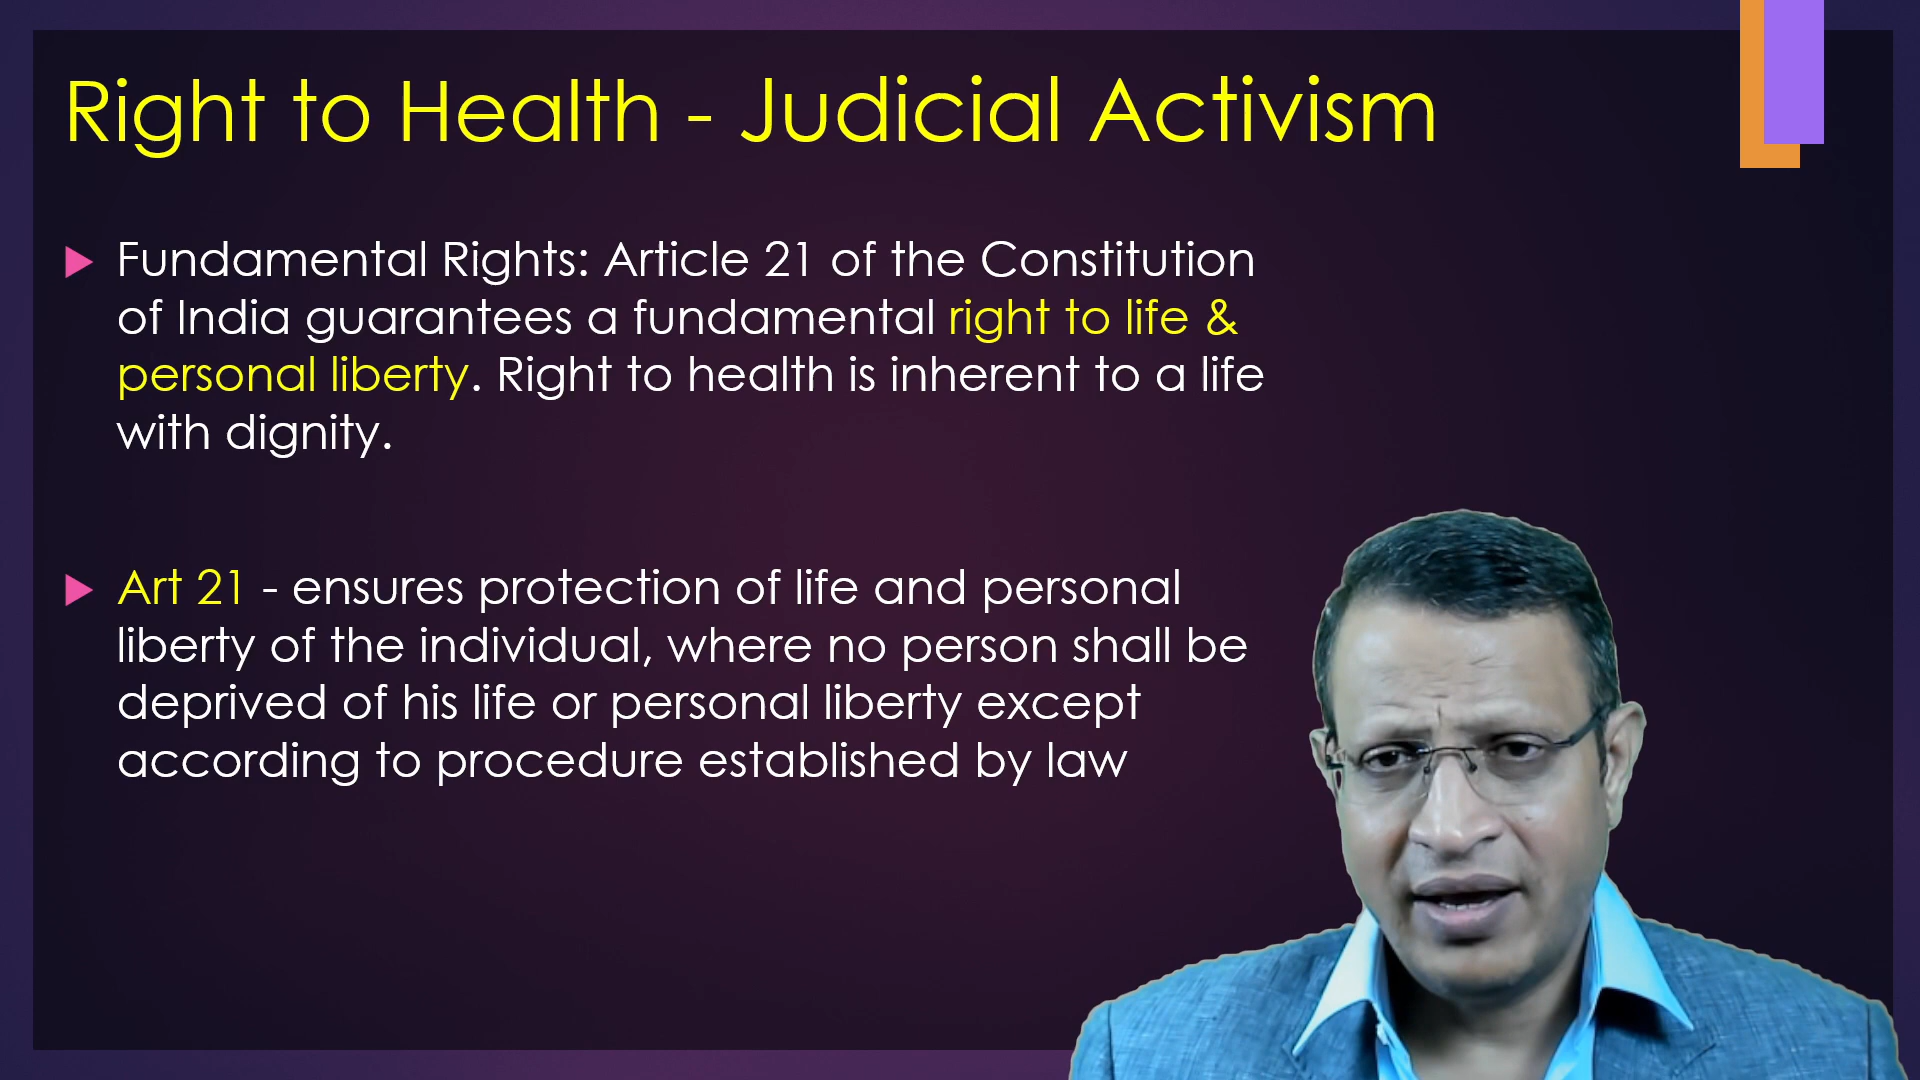 Right to Health - Judicial Activism
Fundamental Rights: Article 21 of the Constitution
of India guarantees a fundamental right to life &
personal liberty. Right to health is inherent to a life
with dignity.
Art 21 - ensures protection of life and personal
liberty of the individual, where no person shall be
deprived of his life or personal liberty except
according to procedure established by law